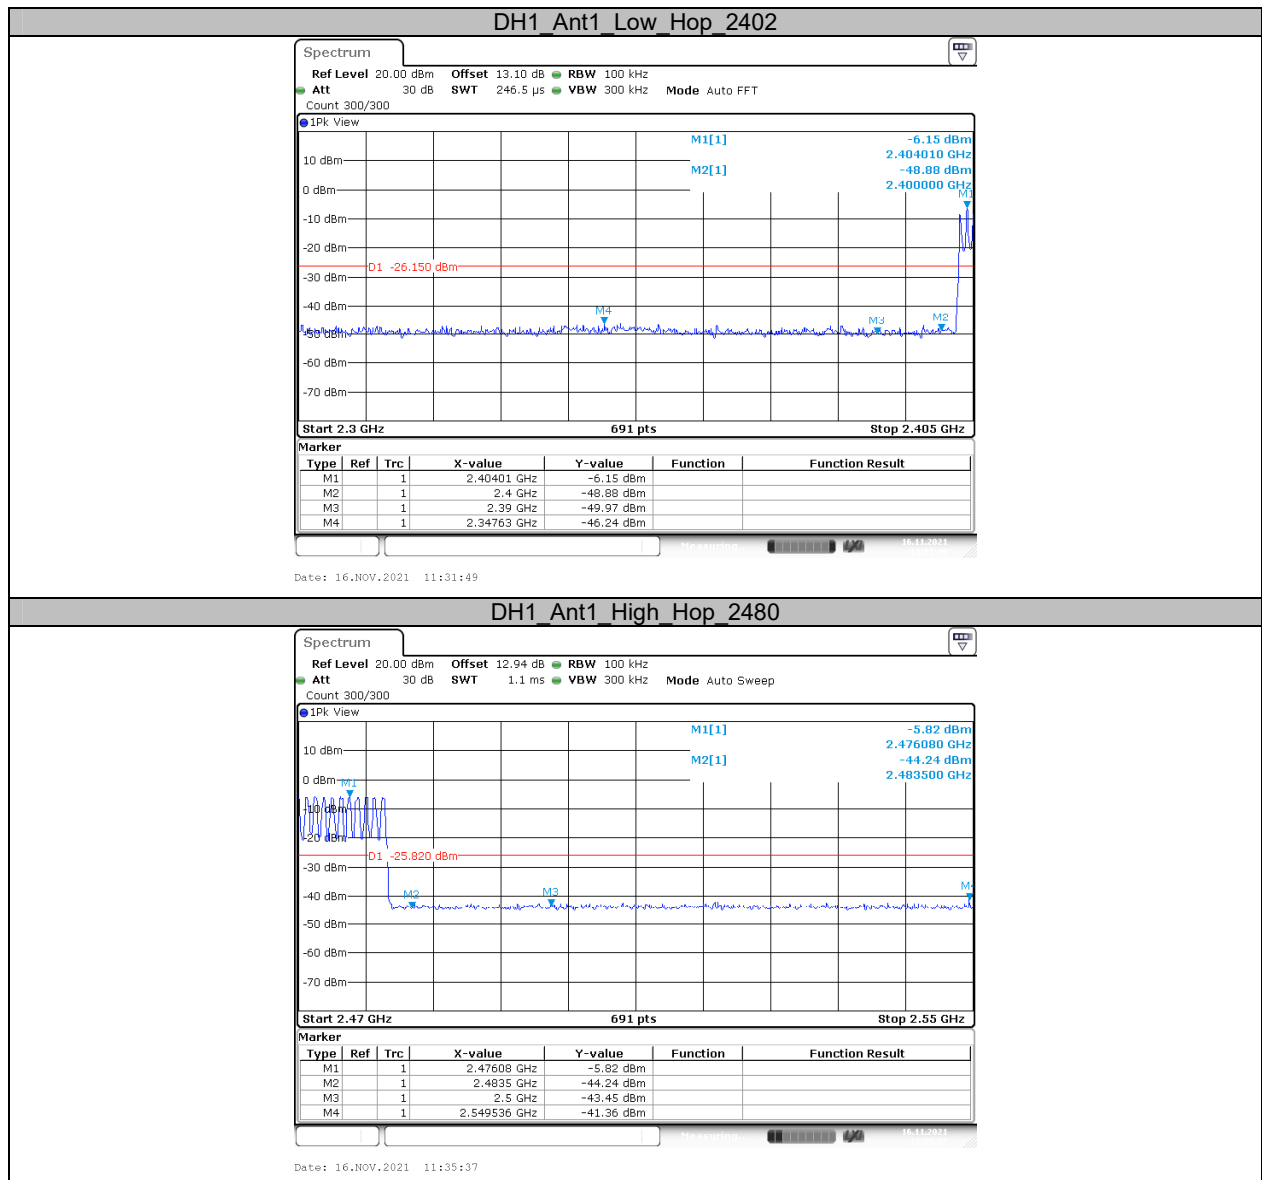 DH1_Ant1_Low_Hop_2402
Spectrum
Ref Level 20.00 dBm Offset 13.10 dB RBW 100 kHz
Att 30 dB SWT 246.5 µs VBW 300 kHz Mode Auto FFT
Count 300/300
1Pk View
M1[1] -6.15 dBm
2.404010 GHz
M2[1] -48.88 dBm
2.400000 GHz
10 dBm
0 dBm
M1
-10 dBm
-20 dBm
D1 -26.150 dBm
-30 dBm
-40 dBm
M4
M3
M2
-50 dBm
-60 dBm
-70 dBm
Start 2.3 GHz 691 pts Stop 2.405 GHz
Marker
Type Ref Trc X-value Y-value Function Function Result
M1 1 2.40401 GHz -6.15 dBm
M2 1 2.4 GHz -48.88 dBm
M3 1 2.39 GHz -49.97 dBm
M4 1 2.34763 GHz -46.24 dBm
Measuring...
16.11.2021
Date: 16.NOV.2021 11:31:49
DH1_Ant1_High_Hop_2480
Spectrum
Ref Level 20.00 dBm Offset 12.94 dB RBW 100 kHz
Att 30 dB SWT 1.1 ms VBW 300 kHz Mode Auto Sweep
Count 300/300
1Pk View
M1[1] -5.82 dBm
2.476080 GHz
M2[1] -44.24 dBm
2.483500 GHz
10 dBm
0 dBm
M1
-10 dBm
-20 dBm
D1 -25.820 dBm
-30 dBm
-40 dBm
M2
M3
M4
-50 dBm
-60 dBm
-70 dBm
Start 2.47 GHz 691 pts Stop 2.55 GHz
Marker
Type Ref Trc X-value Y-value Function Function Result
M1 1 2.47608 GHz -5.82 dBm
M2 1 2.4835 GHz -44.24 dBm
M3 1 2.5 GHz -43.45 dBm
M4 1 2.549536 GHz -41.36 dBm
Measuring...
16.11.2021
Date: 16.NOV.2021 11:35:37